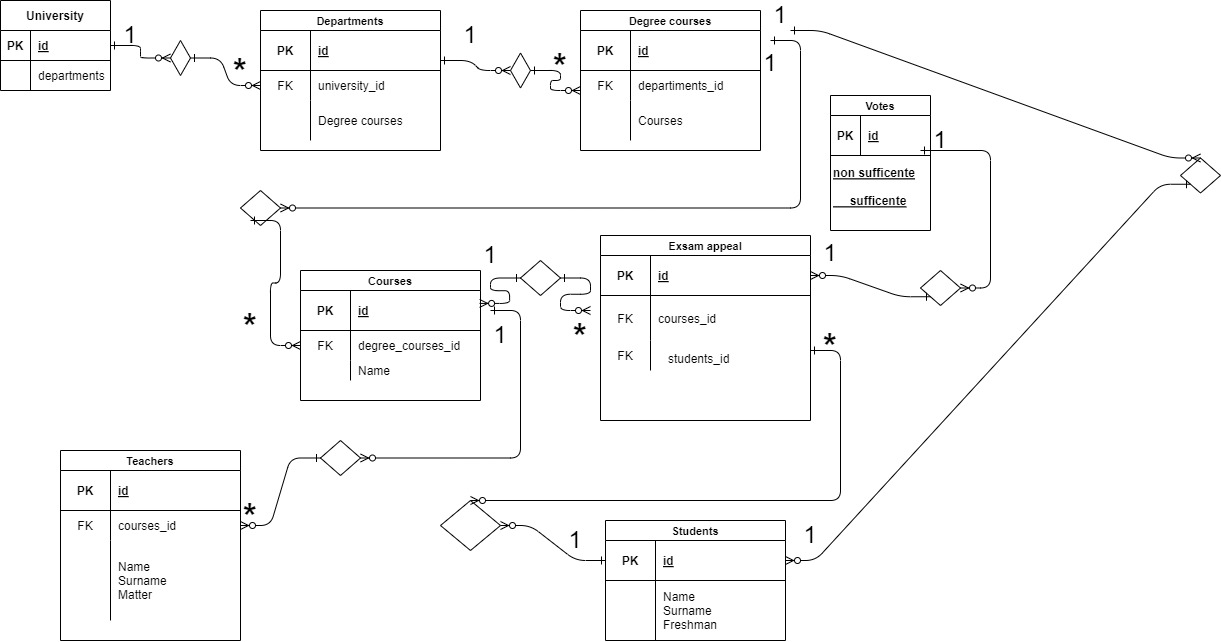 University
PK id
departments
1
*
Departments
PK id
FK university_id
Degree courses
1
*
Degree courses
PK id
FK departiments_id
Courses
1
1
Votes
PK id
non sufficente
sufficente
1
Exsam appeal
PK id
FK courses_id
FK students_id
1
*
1
*
Courses
PK id
FK degree_courses_id
Name
*
1
Teachers
PK id
FK courses_id
Name
Surname
Matter
*
Students
PK id
Name
Surname
Freshman
1
1